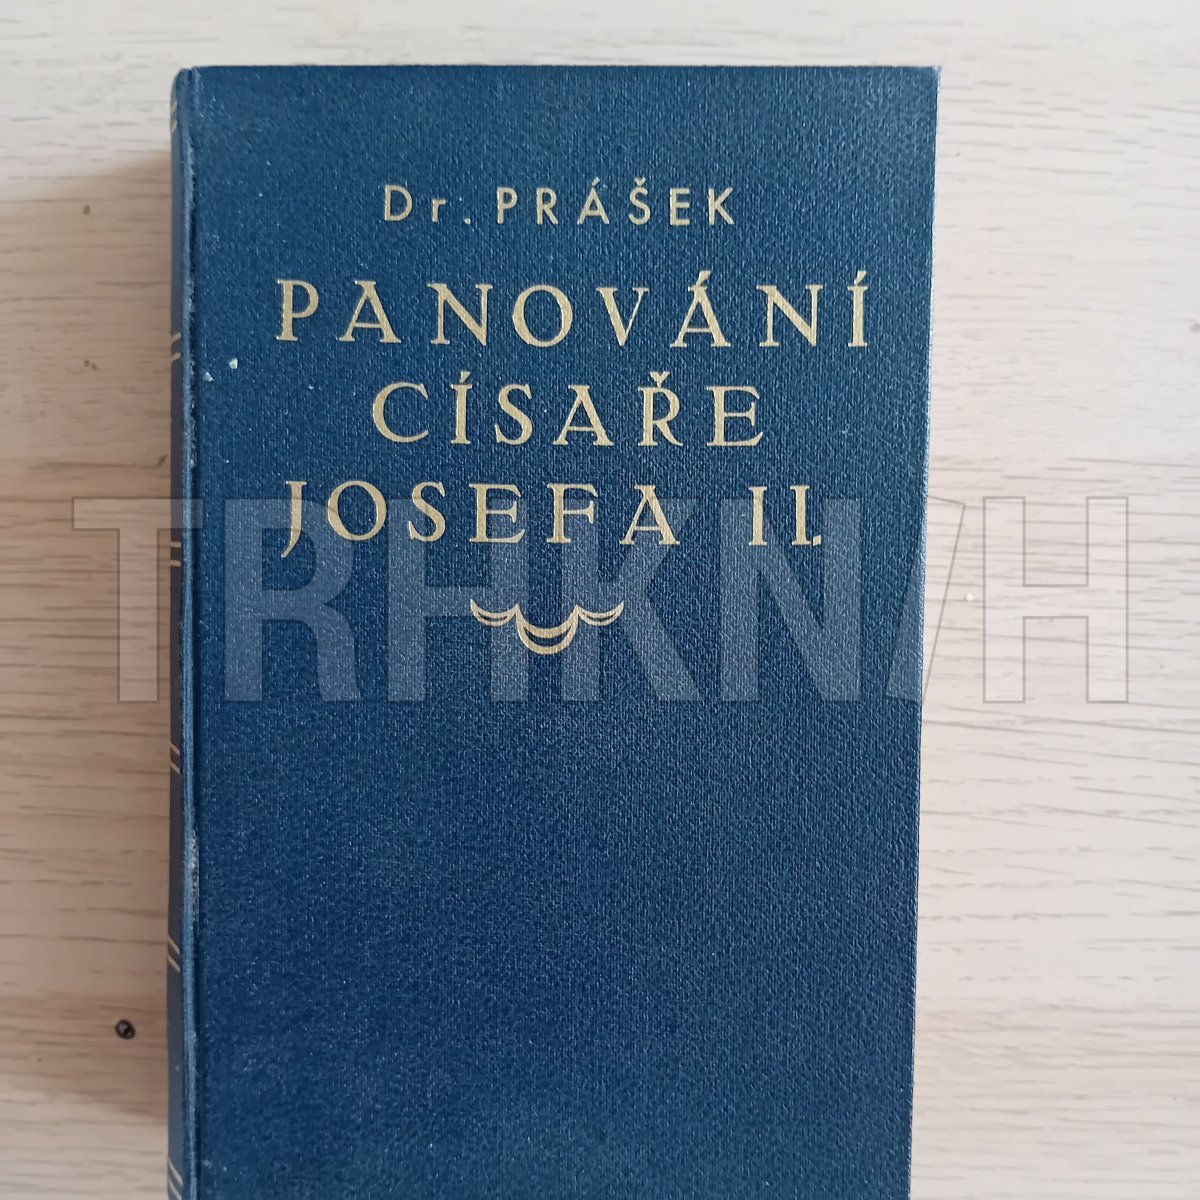 Dr. PRÁŠEK
PANOVÁNÍ
CÍSAŘE
JOSEFA II.
TRHKNIH